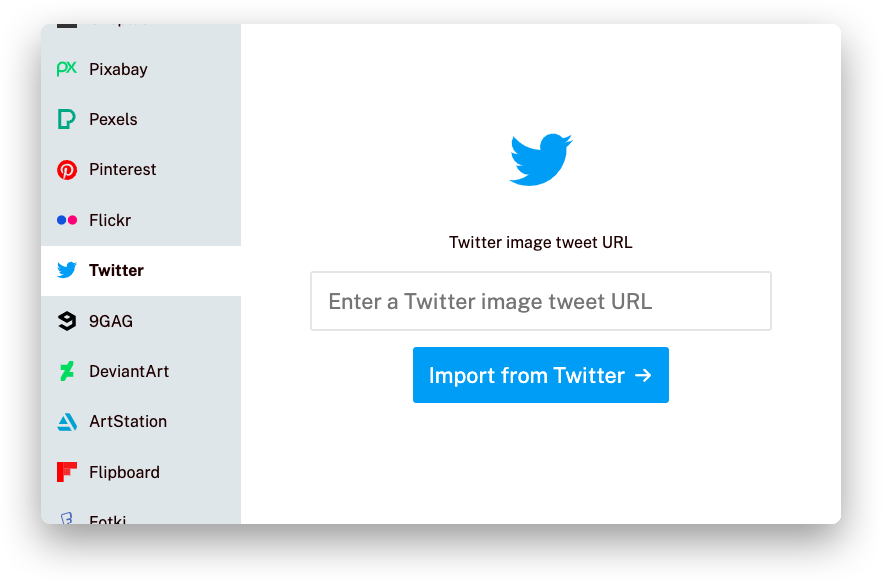 Pixabay
Pexels
Pinterest
Flickr
Twitter
9GAG
DeviantArt
ArtStation
Flipboard
Fotki
Twitter image tweet URL
Enter a Twitter image tweet URL
Import from Twitter →